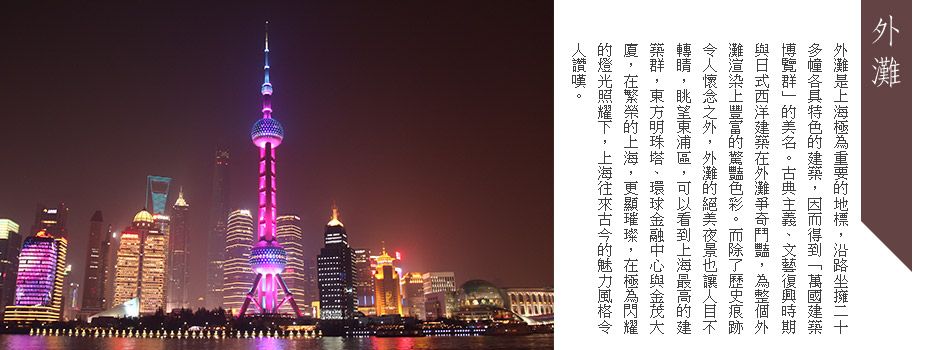 外灘
外灘是上海極為重要的地標，沿路坐擁二十
多幢各具特色的建築，因而得到「萬國建築
博覽群」的美名。古典主義、文藝復興時期
與日式西洋建築在外灘爭奇鬥豔，為整個外
灘渲染上豐富的驚豔色彩。而除了歷史痕跡
令人懷念之外，外灘的絕美夜景也讓人目不
轉睛，眺望東浦區，可以看到上海最高的建
築群，東方明珠塔、環球金融中心與金茂大
廈，在繁榮的上海，更顯璀璨，在極為閃耀
的燈光照耀下，上海往來古今的魅力風格令
人讚嘆。